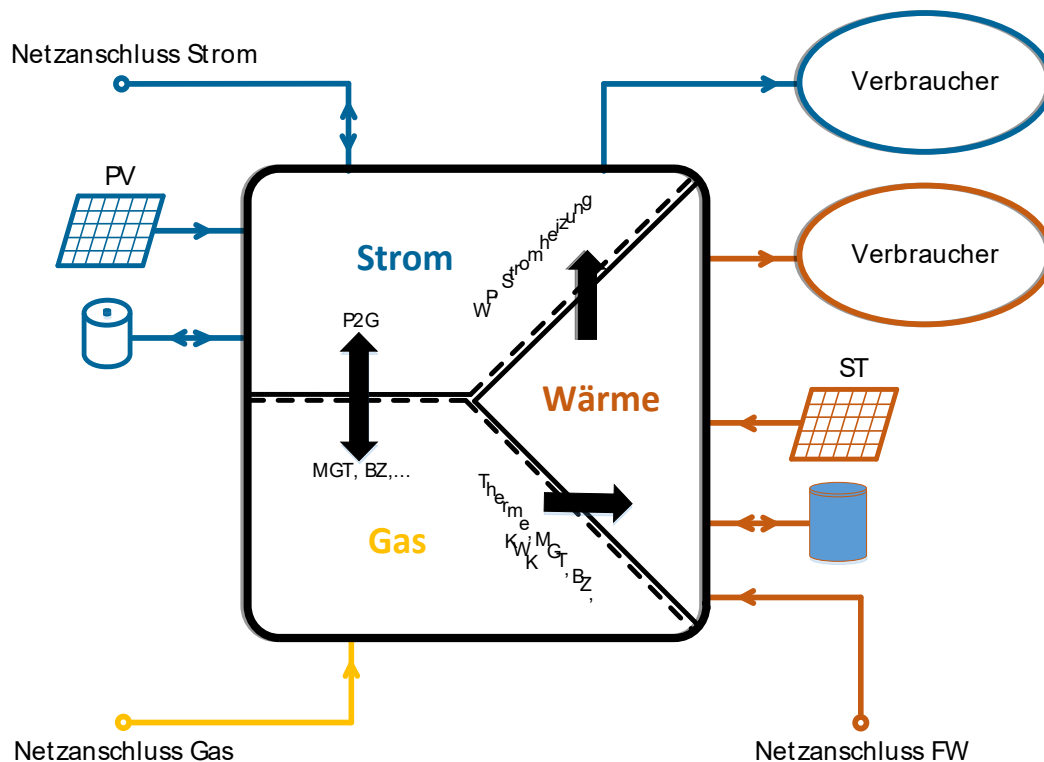 Netzanschluss Strom
Verbraucher
PV
Strom
WP, Stromheizung
Verbraucher
P2G
ST
Wärme
MGT, BZ,...
Therme,
KWK, MGT, BZ,
Gas
Netzanschluss Gas
Netzanschluss FW